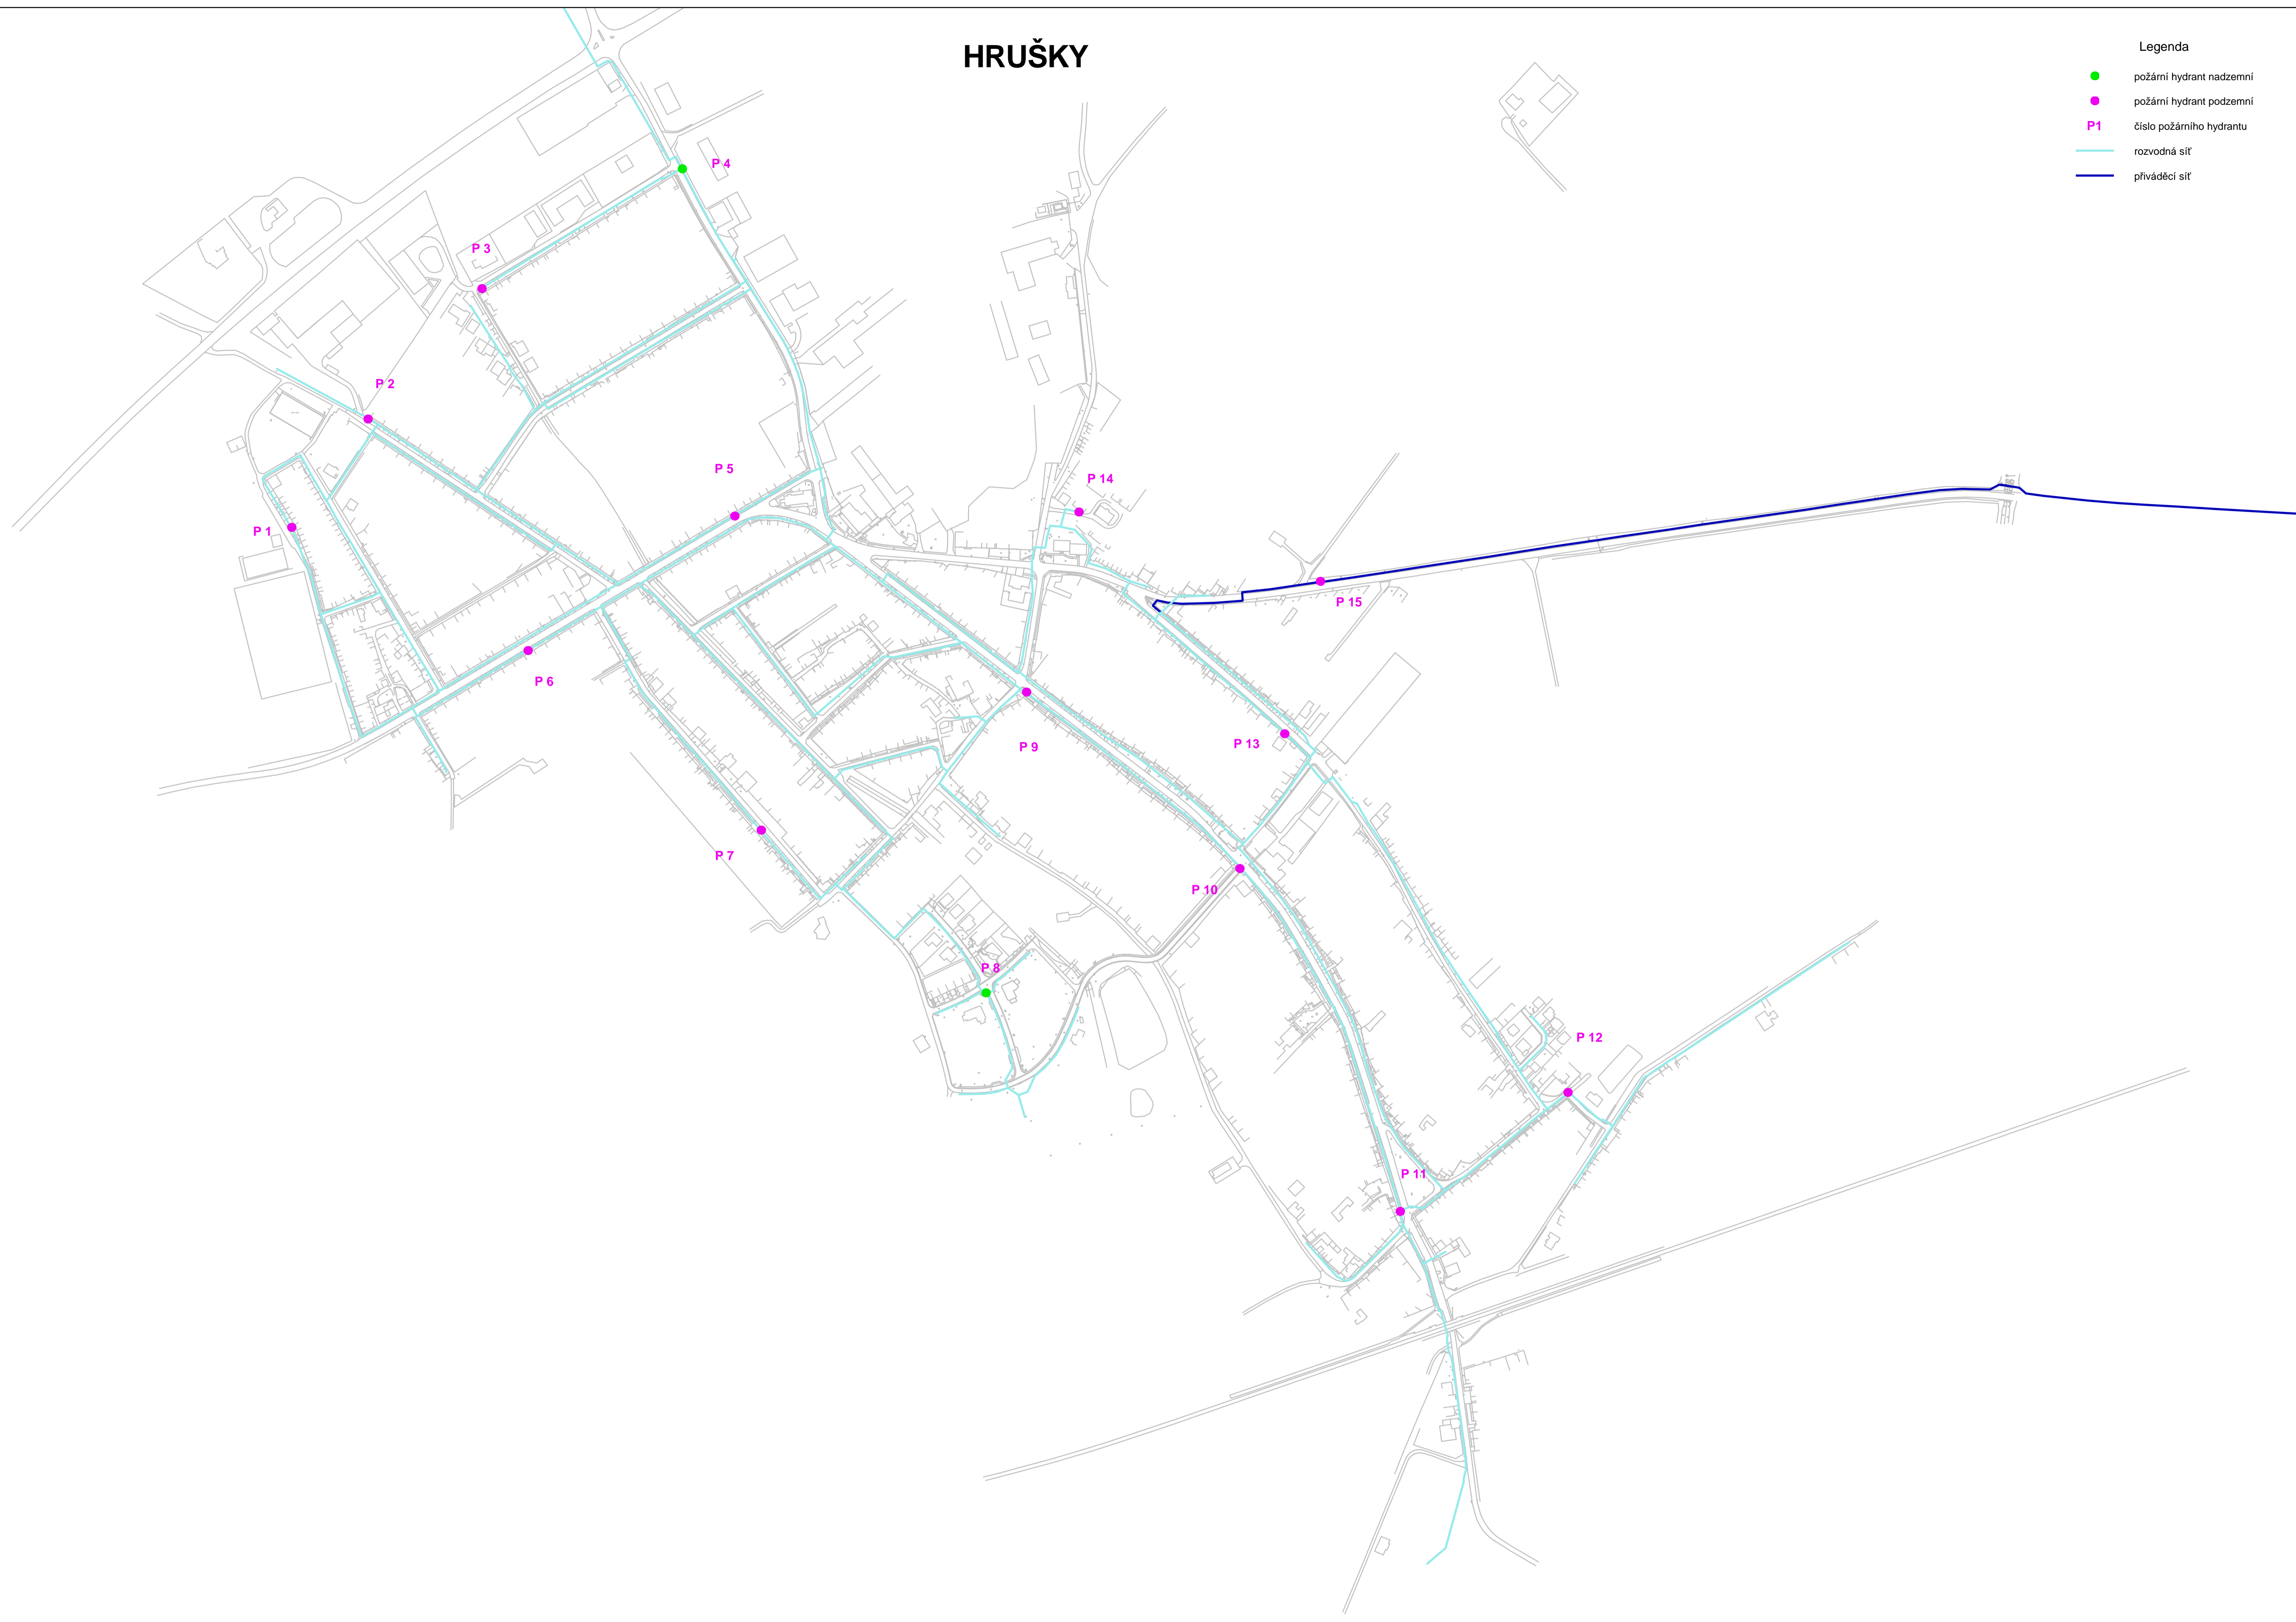 HRUŠKY
Legenda
požární hydrant nadzemní
požární hydrant podzemní
P1 číslo požárního hydrantu
rozvodná síť
přiváděcí síť
P 4
P 3
P 2
P 5
P 14
P 1
P 15
P 6
P 13
P 9
P 7
P 10
P 8
P 12
P 11